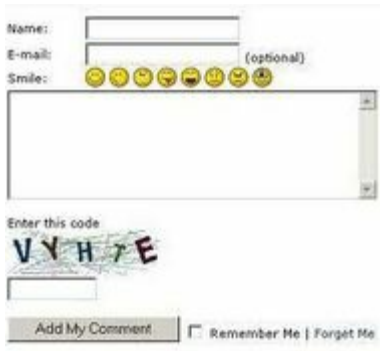 Name:
E-mail: (optional)
Smile:
Enter this code
VYHTE
Add My Comment Remember Me | Forget Me